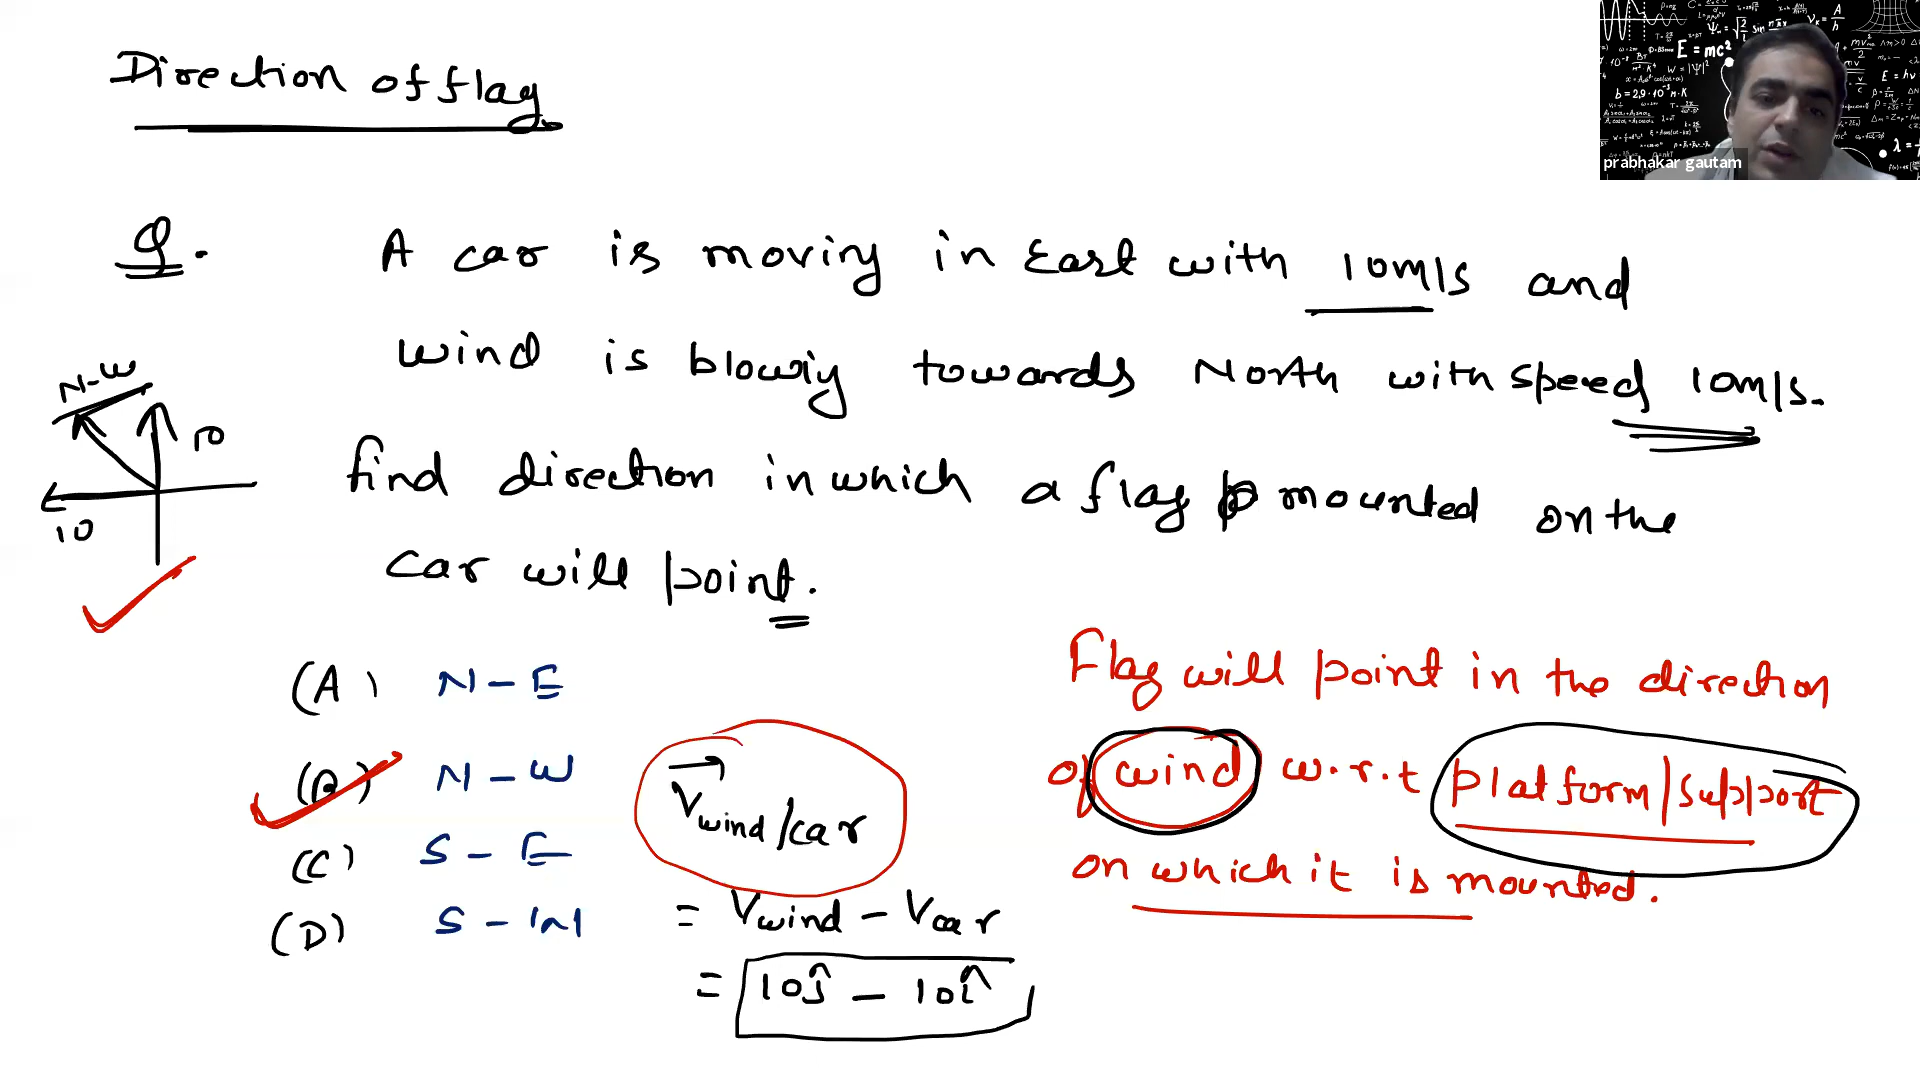 Direction of flag.
prabhakar gautam
Q. A car is moving in East with 10m/s and
wind is blowiy towards North with speed 10m/s.
find direction in which a flag mounted on the
car will point.
N-W
10
10
(A) N - E
(B) N - W
(C) S - E
(D) S - W
V wind/car
= Vwind - Vcar
= 10ĵ - 10î
Flag will point in the direction
of wind w.r.t platform/support
on which it is mounted.
E = mc²